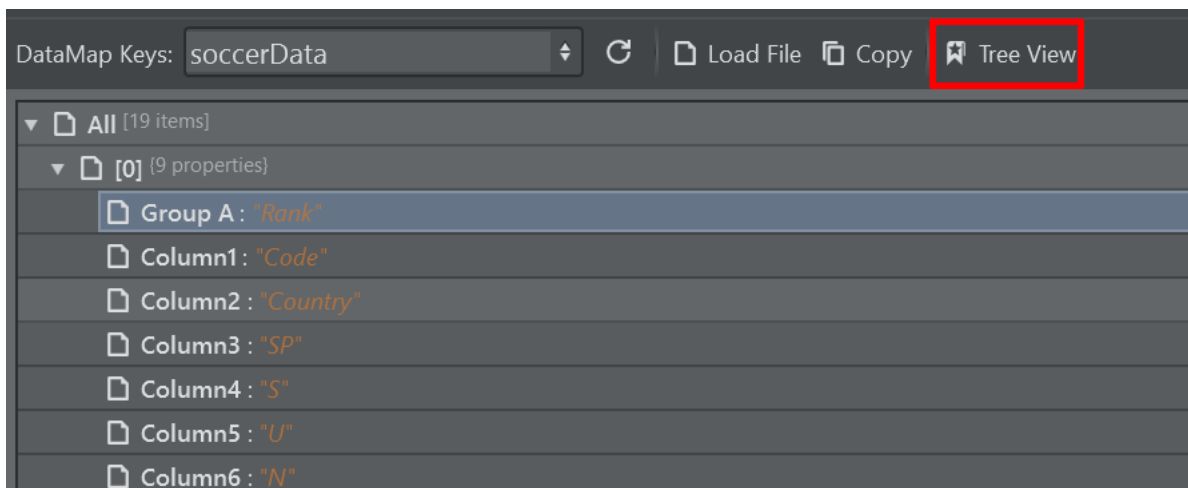 DataMap Keys: soccerData Load File Copy Tree View
All [19 items]
[0] {9 properties}
Group A : "Rank"
Column1 : "Code"
Column2 : "Country"
Column3 : "SP"
Column4 : "S"
Column5 : "U"
Column6 : "N"